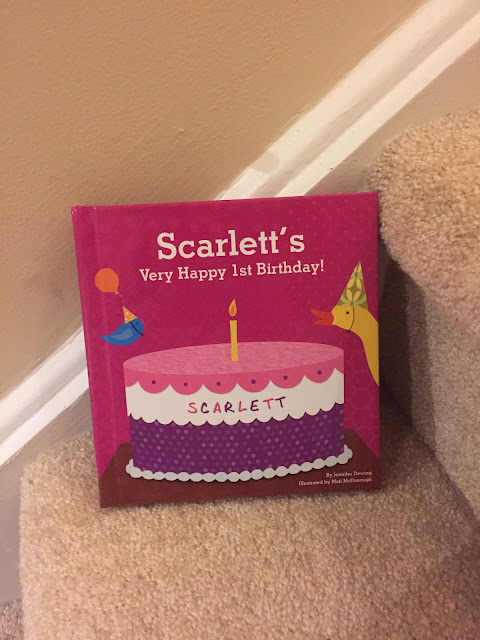 Scarlett's
Very Happy 1st Birthday!
SCARLETT
By Jennifer Dewing
Illustrated by Matt McDonough